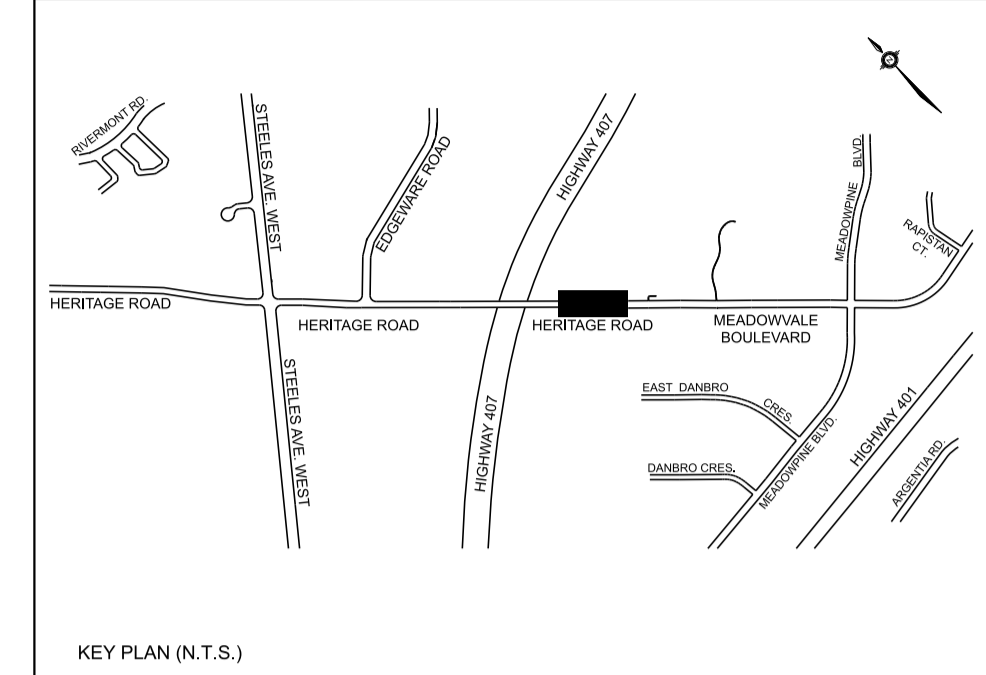 RIVERMONT RD.
STEELES AVE. WEST
EDGEWARE ROAD
HIGHWAY 407
N
MEADOWPINE BLVD.
RAPISTAN
CT.
HERITAGE ROAD
HERITAGE ROAD
HERITAGE ROAD
MEADOWVALE
BOULEVARD
STEELES AVE. WEST
HIGHWAY 407
EAST DANBRO CRES.
DANBRO CRES.
MEADOWPINE BLVD.
HIGHWAY 401
ARGENTIA RD.
KEY PLAN (N.T.S.)